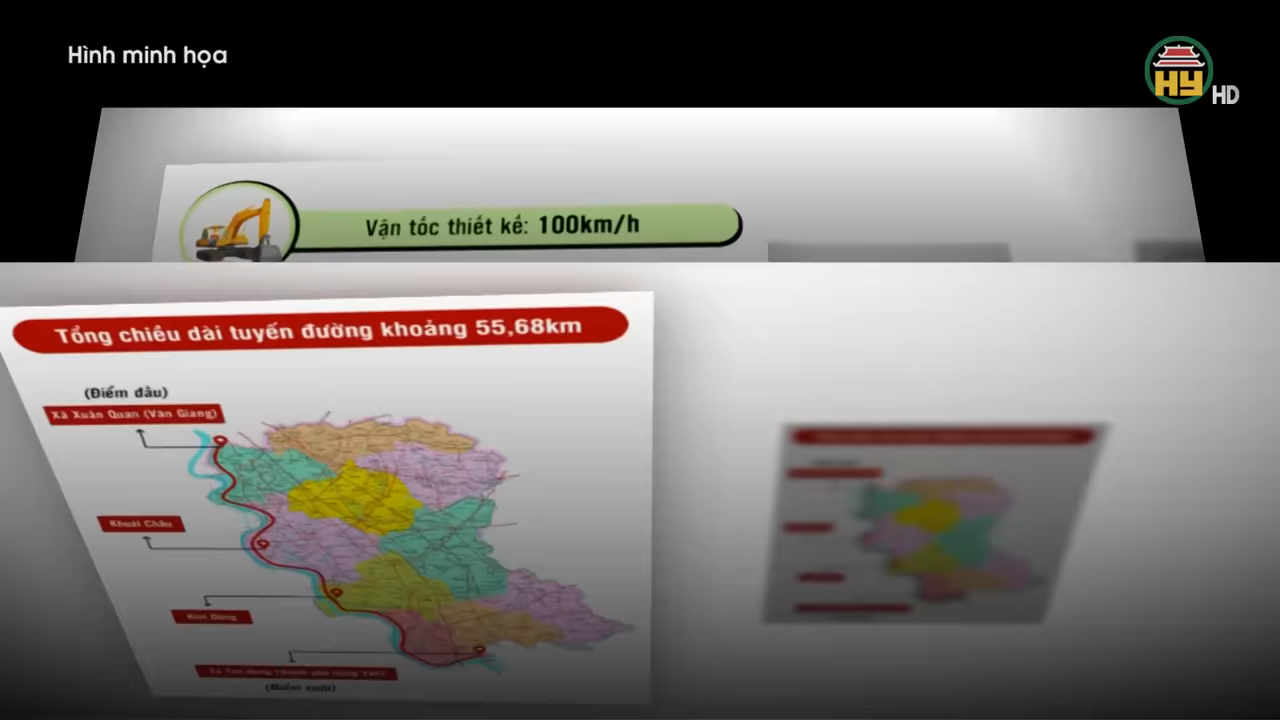 Hình minh họa
HY HD
Vận tốc thiết kế: 100km/h
Tổng chiều dài tuyến đường khoảng 55,68km
(Điểm đầu)
Xã Xuân Quan (Văn Giang)
Khoái Châu
Kim Động
(Điểm cuối)